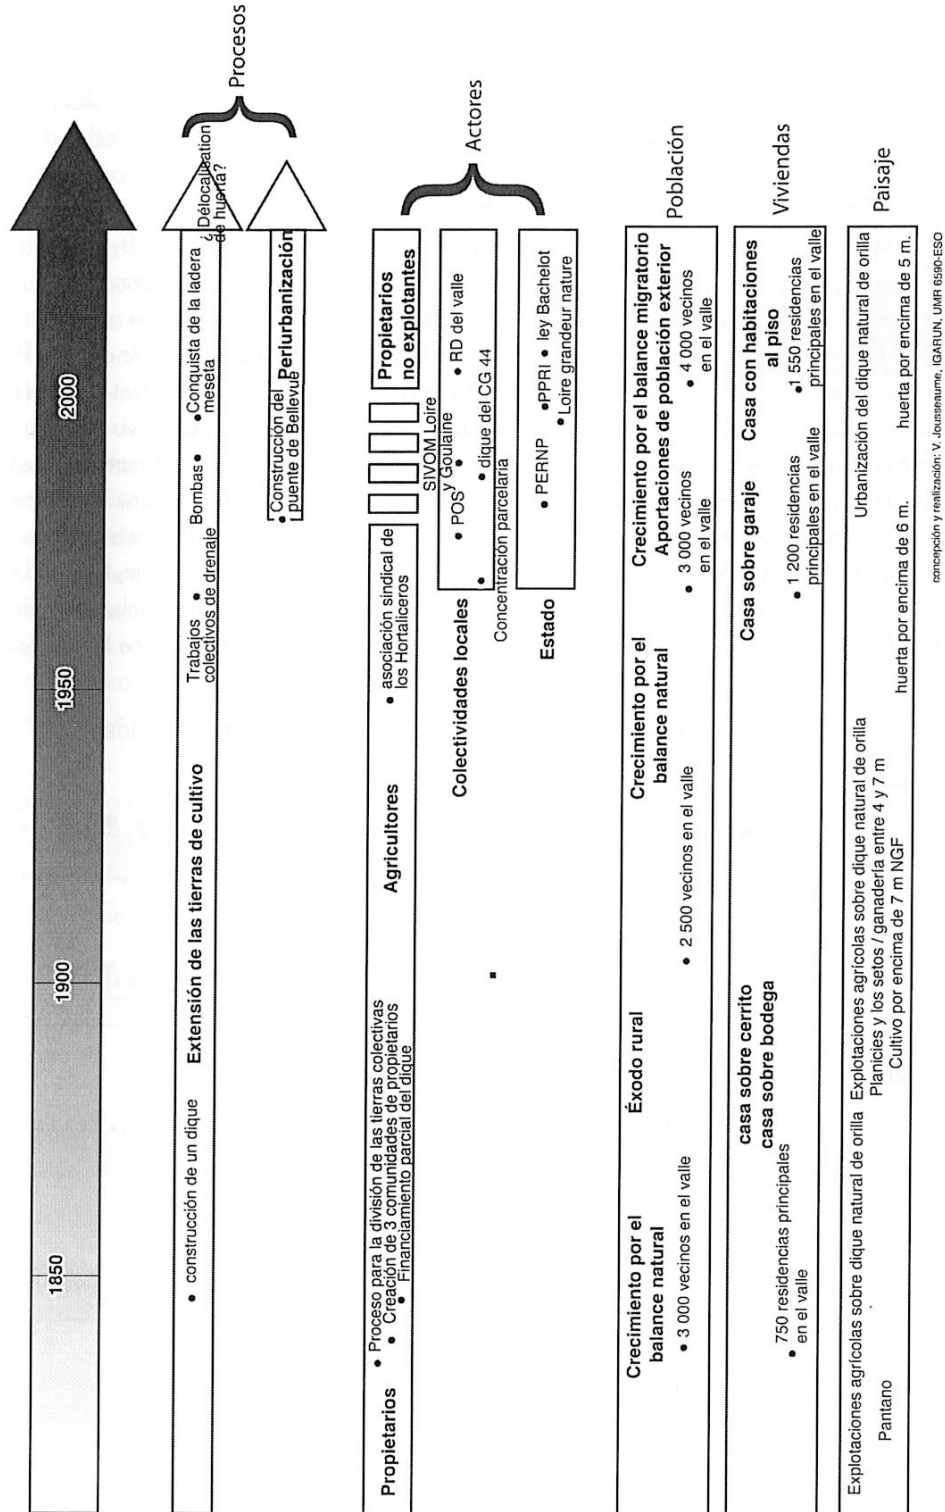 1850
1900
1950
2000
Procesos
• construcción de un dique
Extensión de las tierras de cultivo
Trabajos •
colectivos de drenaje
Bombas •
• Conquista de la ladera
meseta
¿ Délocalisation
de huerta?
• Construcción del
puente de Bellevue
Periurbanización
Actores
Propietarios
• Proceso para la división de las tierras colectivas
• Creación de 3 comunidades de propietarios
• Financiamiento parcial del dique
Agricultores
• asociación sindical de
los Hortaliceros
Propietarios
no explotantes
Colectividades locales
SIVOM Loire
y Goulaine
• POS •
• RD del valle
• dique del CG 44
•
Concentración parcelaria
Estado
• PERNP
•PPRI • ley Bachelot
• Loire grandeur nature
Población
Crecimiento por el
balance natural
• 3 000 vecinos en el valle
Éxodo rural
• 2 500 vecinos en el valle
Crecimiento por el
balance natural
Crecimiento por el balance migratorio
Aportaciones de población exterior
• 3 000 vecinos
en el valle
• 4 000 vecinos
en el valle
Viviendas
• 750 residencias principales
en el valle
casa sobre cerrito
casa sobre bodega
Casa sobre garaje
• 1 200 residencias
principales en el valle
Casa con habitaciones
al piso
•1 550 residencias
principales en el valle
Paisaje
Explotaciones agrícolas sobre dique natural de orilla
Pantano
Explotaciones agrícolas sobre dique natural de orilla
Planicies y los setos / ganadería entre 4 y 7 m
Cultivo por encima de 7 m NGF
huerta por encima de 6 m.
Urbanización del dique natural de orilla
huerta por encima de 5 m.
concepción y realización: V. Jousseaume, IGARUN, UMR 6590-ESO